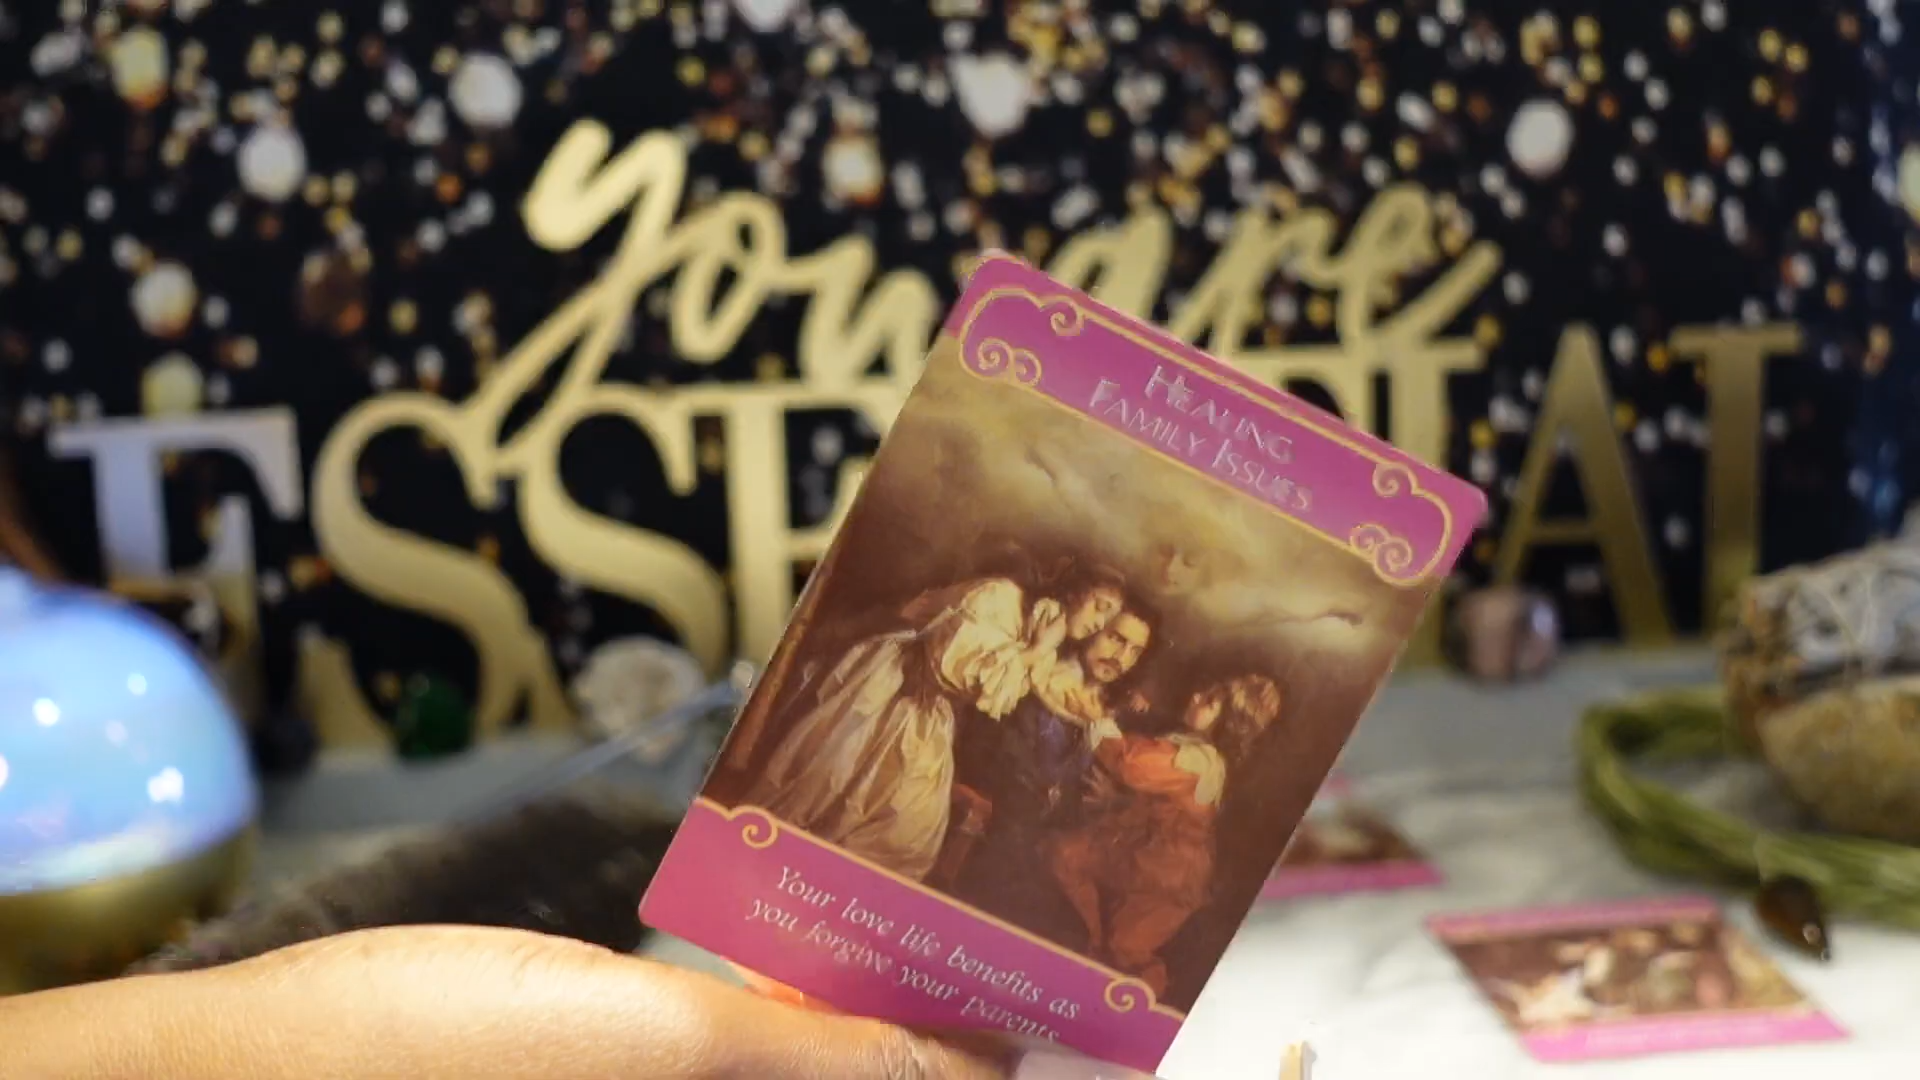 You are
ESSENTIAL
HEALING
FAMILY ISSUES
Your love life benefits as
you forgive your parents